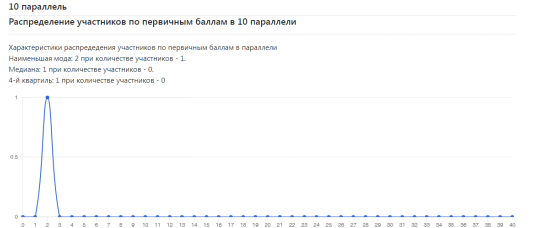 10 параллель
Распределение участников по первичным баллам в 10 параллели
Характеристики распредедения участников по первичным баллам в параллели
Наименьшая мода: 2 при количестве участников - 1.
Медиана: 1 при количестве участников - 0.
4-й квартиль: 1 при количестве участников - 0
1
0.5
0
0 1 2 3 4 5 6 7 8 9 10 11 12 13 14 15 16 17 18 19 20 21 22 23 24 25 26 27 28 29 30 31 32 33 34 35 36 37 38 39 40